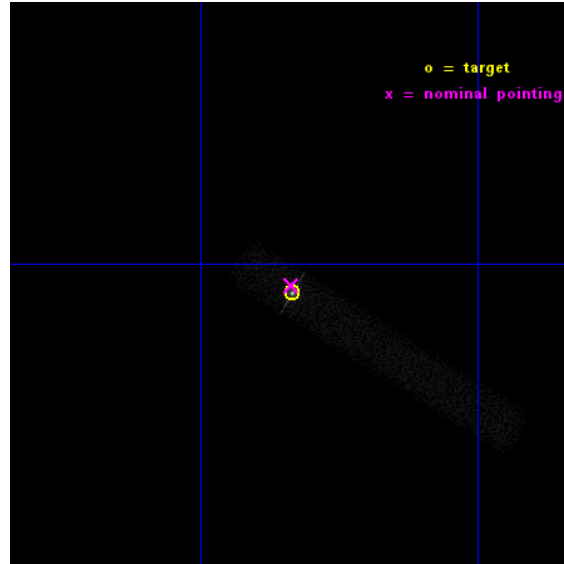 o = target
x = nominal pointing